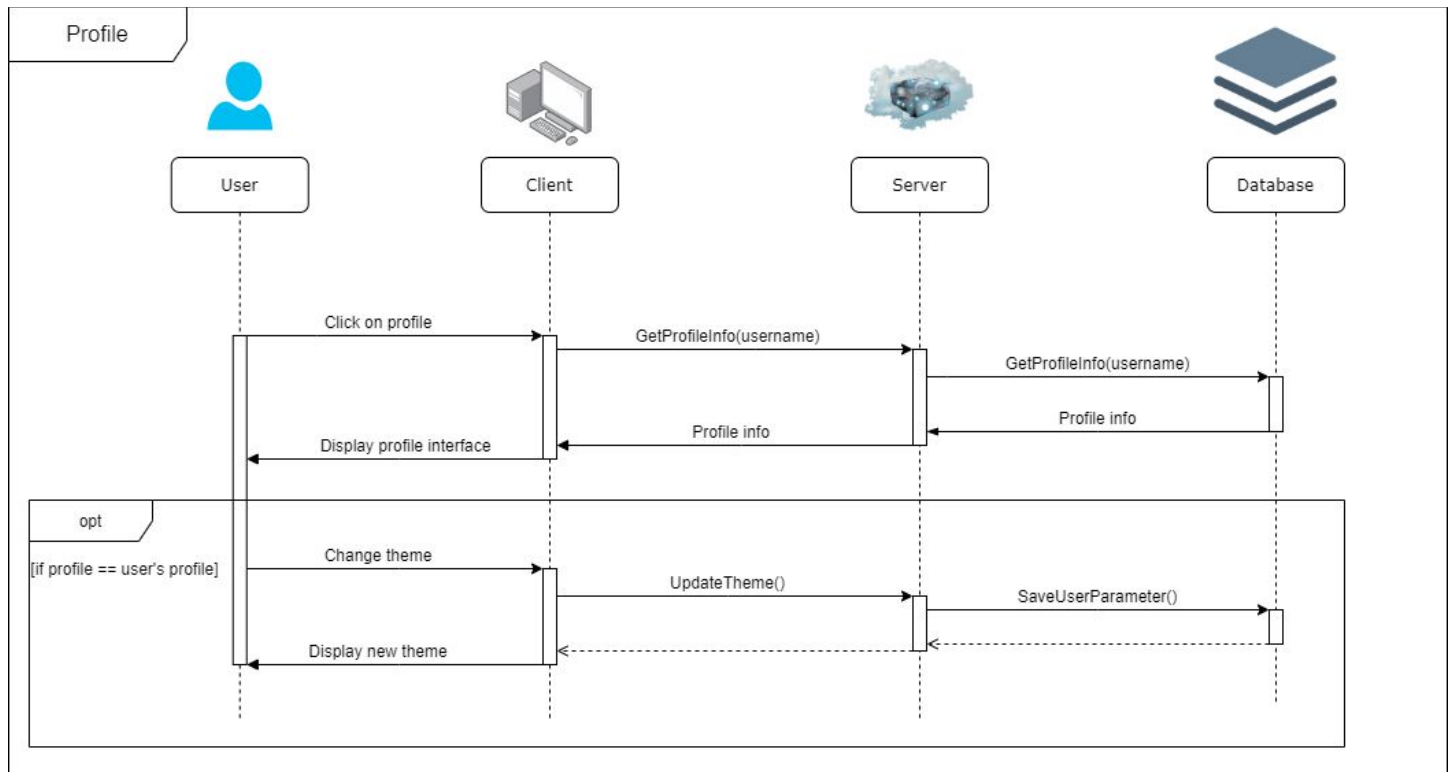 Profile
User
Client
Server
Database
Click on profile
GetProfileInfo(username)
GetProfileInfo(username)
Profile info
Profile info
Display profile interface
opt
[if profile == user's profile]
Change theme
UpdateTheme()
SaveUserParameter()
Display new theme